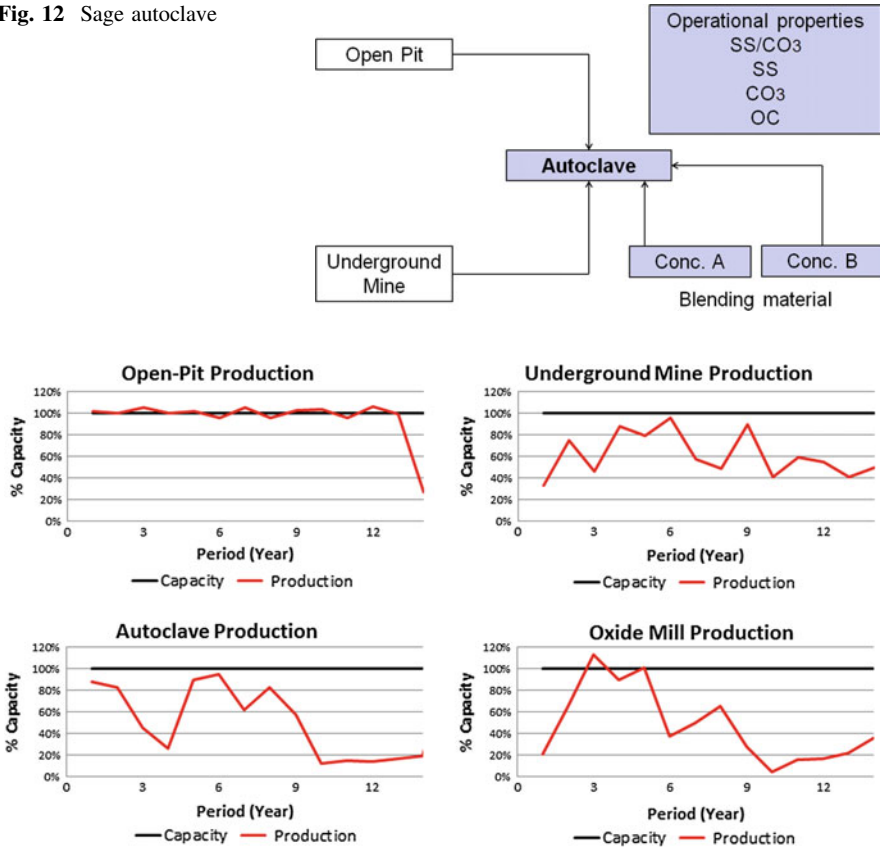 Fig. 12 Sage autoclave
Open Pit
Operational properties
SS/CO3
SS
CO3
OC
Autoclave
Underground
Mine
Conc. A
Conc. B
Blending material
Open-Pit Production
% Capacity
120%
100%
80%
60%
40%
20%
0%
0 3 6 9 12
Period (Year)
Capacity Production
Underground Mine Production
% Capacity
120%
100%
80%
60%
40%
20%
0%
0 3 6 9 12
Period (Year)
Capacity Production
Autoclave Production
% Capacity
120%
100%
80%
60%
40%
20%
0%
0 3 6 9 12
Period (Year)
Capacity Production
Oxide Mill Production
% Capacity
120%
100%
80%
60%
40%
20%
0%
0 3 6 9 12
Period (Year)
Capacity Production